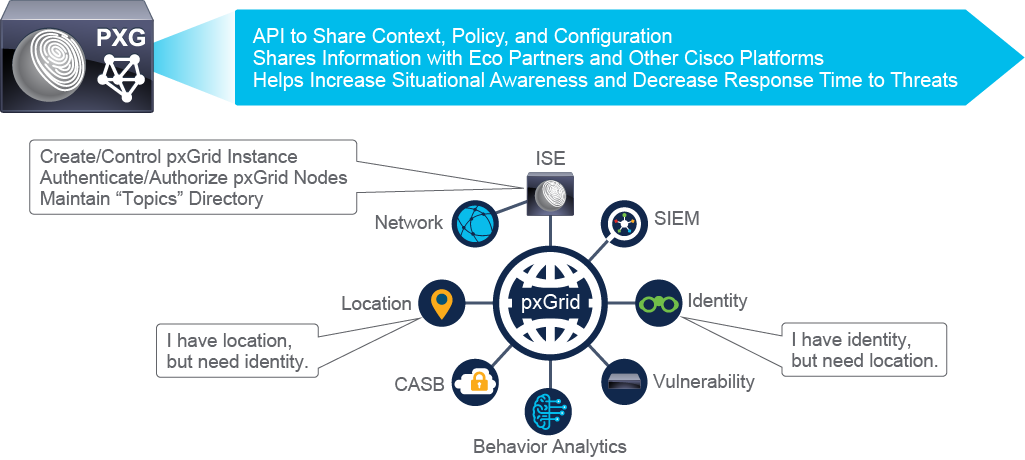 PXG
API to Share Context, Policy, and Configuration
Shares Information with Eco Partners and Other Cisco Platforms
Helps Increase Situational Awareness and Decrease Response Time to Threats
Create/Control pxGrid Instance
Authenticate/Authorize pxGrid Nodes
Maintain “Topics” Directory
ISE
Network
SIEM
Location
pxGrid
Identity
I have location,
but need identity.
I have identity,
but need location.
CASB
Vulnerability
Behavior Analytics